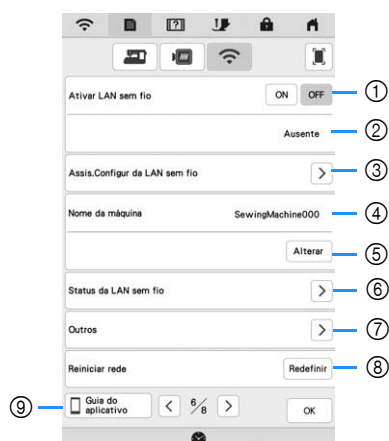 Ativar LAN sem fio ON OFF ①
Ausente ②
Assis.Configur da LAN sem fio > ③
Nome da máquina SewingMachine000 ④
Alterar ⑤
Status da LAN sem fio > ⑥
Outros > ⑦
Reiniciar rede Redefinir ⑧
⑨ Guia do
aplicativo < 6/8 > OK